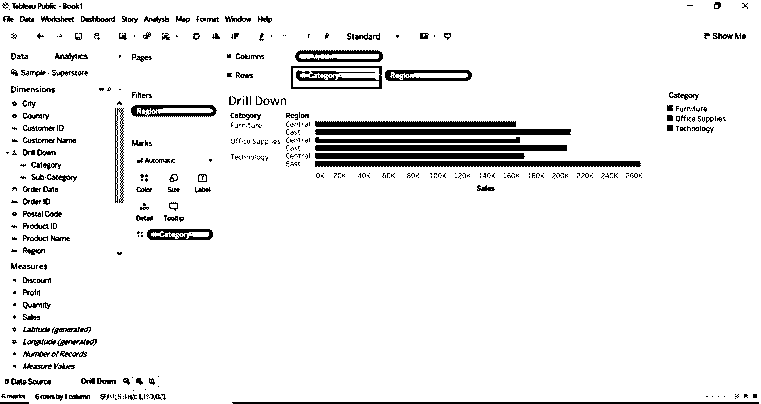 Tableau Public - Book1
File Data Worksheet Dashboard Story Analysis Map Format Window Help
Standard
Show Me
Data Analytics
Sample - Superstore
Dimensions
City
Country
Customer ID
Customer Name
Drill Down
Category
Sub-Category
Order Date
Order ID
Postal Code
Product ID
Product Name
Region
Measures
Discount
Profit
Quantity
Sales
Latitude (generated)
Longitude (generated)
Number of Records
Measure Values
Pages
Filters
Region
Marks
Automatic
Color Size Label
Detail Tooltip
Category
Columns
Rows Category Region
Drill Down
Category Region
Furniture Central
East
Office Supplies Central
East
Technology Central
East
0K 20K 40K 60K 80K 100K 120K 140K 160K 180K 200K 220K 240K 260K
Sales
Category
Furniture
Office Supplies
Technology
Data Source Drill Down
6 marks 6 rows by 1 column